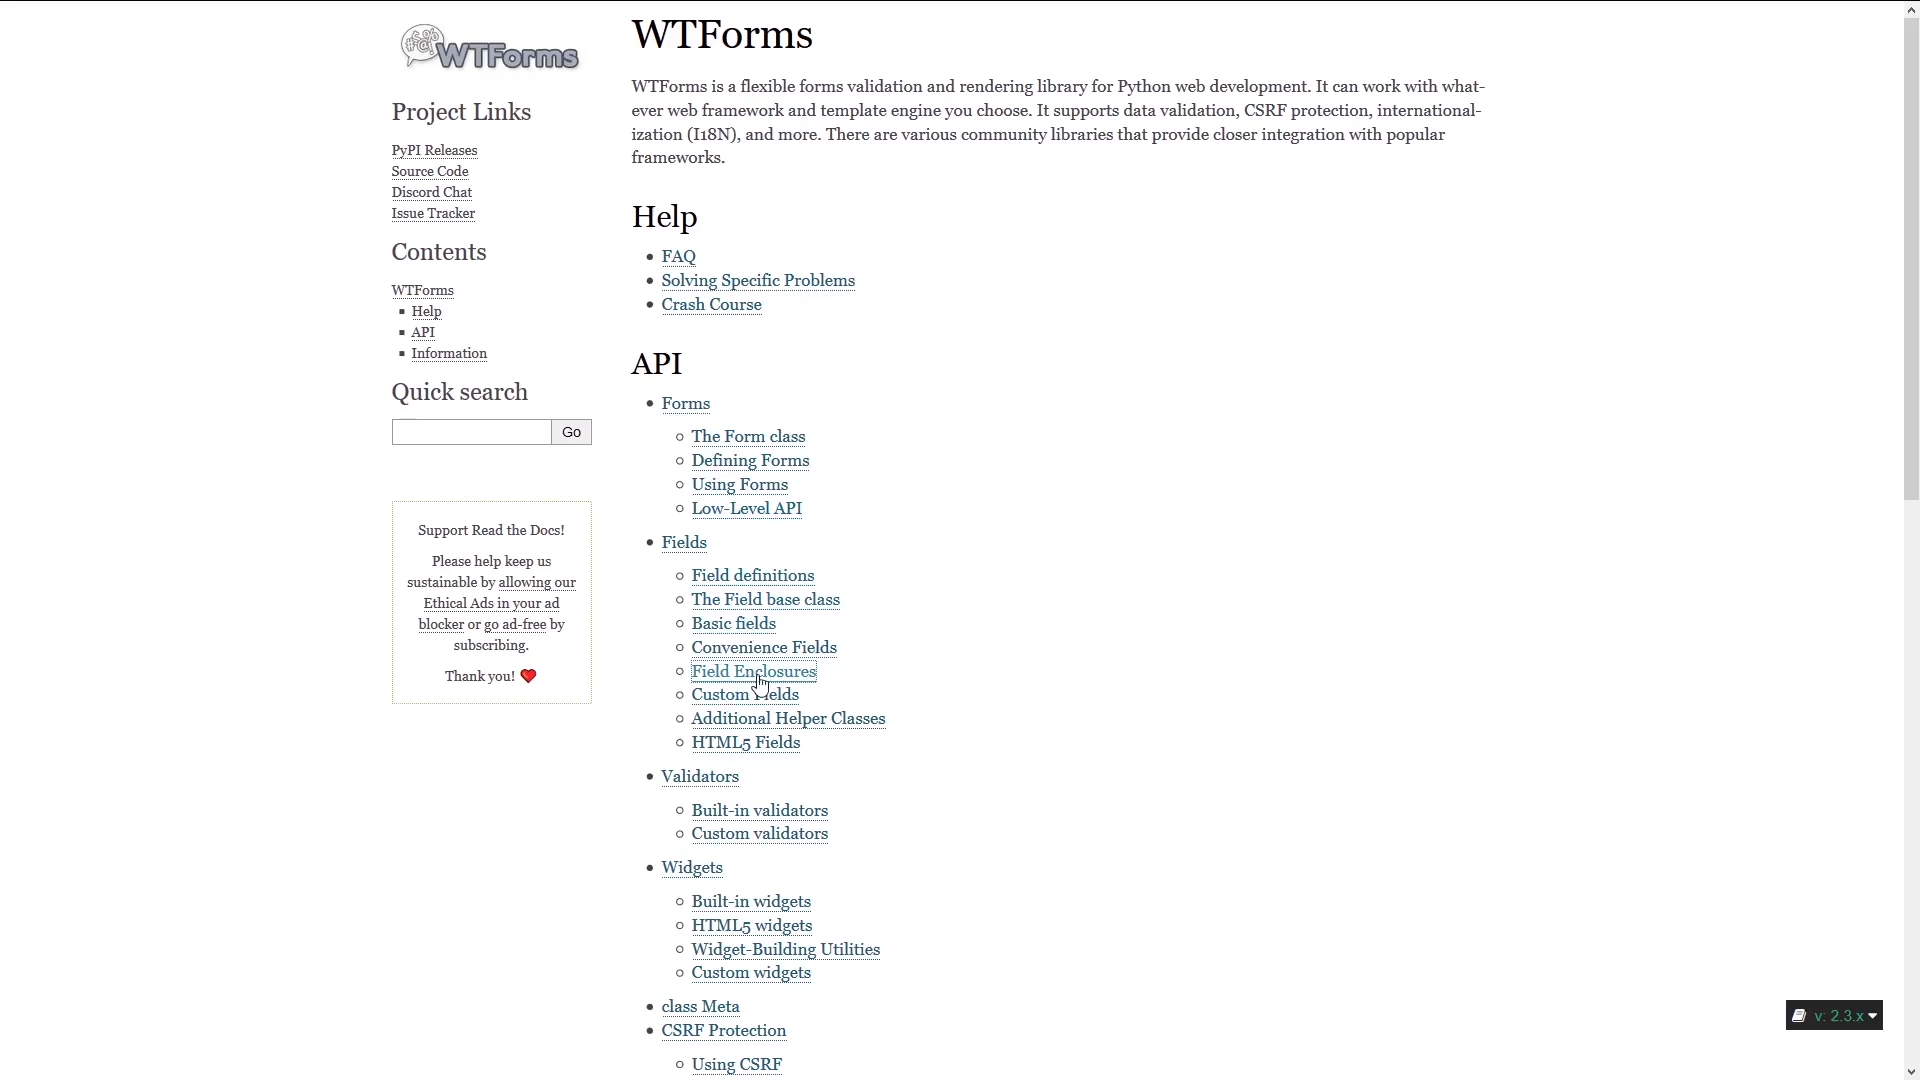 #€%
@!
WTForms
Project Links
PyPI Releases
Source Code
Discord Chat
Issue Tracker
Contents
WTForms
Help
API
Information
Quick search
Go
Support Read the Docs!
Please help keep us
sustainable by allowing our
Ethical Ads in your ad
blocker or go ad-free by
subscribing.
Thank you!
WTForms
WTForms is a flexible forms validation and rendering library for Python web development. It can work with what-
ever web framework and template engine you choose. It supports data validation, CSRF protection, international-
ization (I18N), and more. There are various community libraries that provide closer integration with popular
frameworks.
Help
FAQ
Solving Specific Problems
Crash Course
API
Forms
The Form class
Defining Forms
Using Forms
Low-Level API
Fields
Field definitions
The Field base class
Basic fields
Convenience Fields
Field Enclosures
Custom Fields
Additional Helper Classes
HTML5 Fields
Validators
Built-in validators
Custom validators
Widgets
Built-in widgets
HTML5 widgets
Widget-Building Utilities
Custom widgets
class Meta
CSRF Protection
Using CSRF
v: 2.3.x